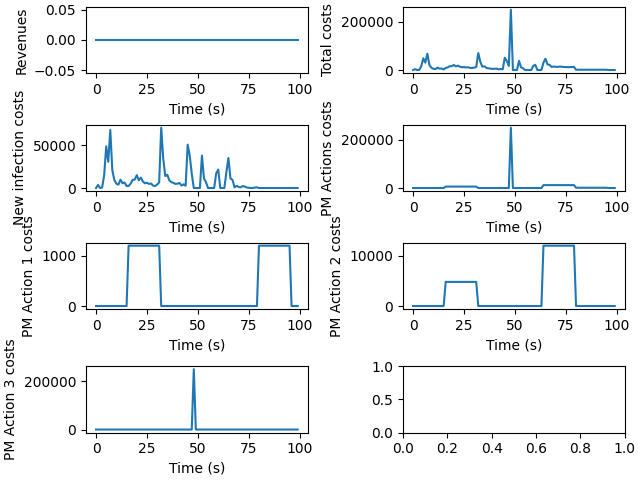 Revenues
0.05
0.00
−0.05
0 25 50 75 100
Time (s)
Total costs
200000
0
0 25 50 75 100
Time (s)
New infection costs
50000
0
0 25 50 75 100
Time (s)
PM Actions costs
200000
0
0 25 50 75 100
Time (s)
PM Action 1 costs
1000
0
0 25 50 75 100
Time (s)
PM Action 2 costs
10000
0
0 25 50 75 100
Time (s)
PM Action 3 costs
200000
0
0 25 50 75 100
Time (s)
1.0
0.5
0.0
0.0 0.2 0.4 0.6 0.8 1.0